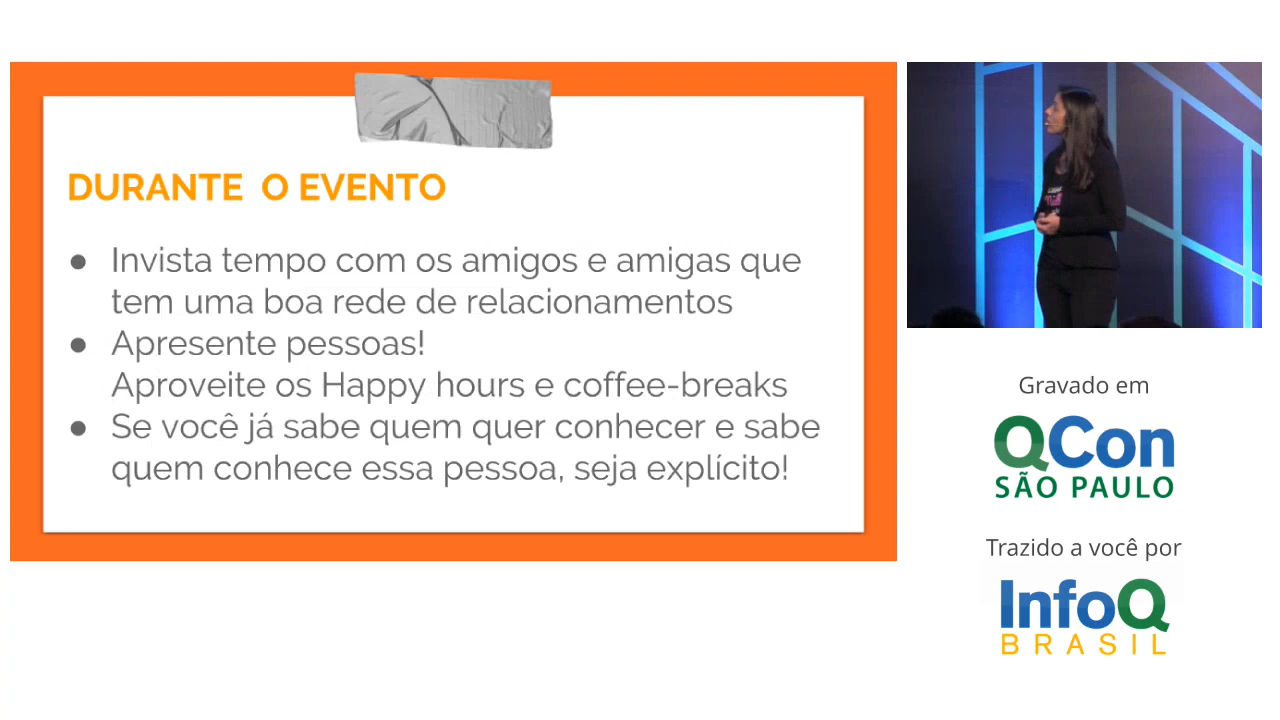 DURANTE O EVENTO
● Invista tempo com os amigos e amigas que
tem uma boa rede de relacionamentos
● Apresente pessoas!
Aproveite os Happy hours e coffee-breaks
● Se você já sabe quem quer conhecer e sabe
quem conhece essa pessoa, seja explícito!
Gravado em
QCon
SÃO PAULO
Trazido a você por
InfoQ
BRASIL